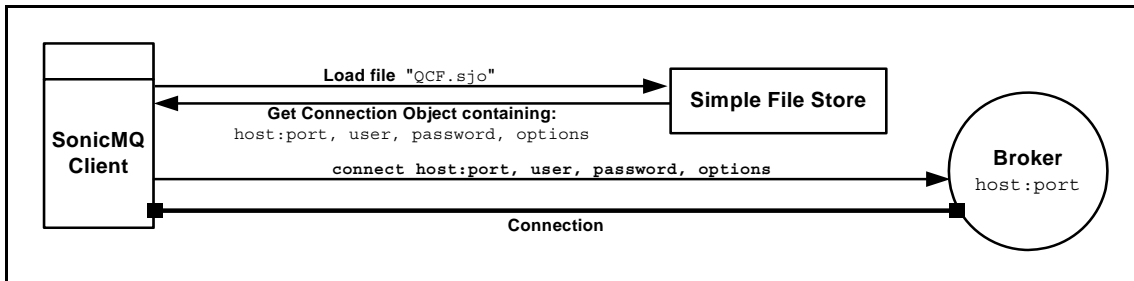 Load file "QCF.sjo"
Simple File Store
Get Connection Object containing:
host:port, user, password, options
SonicMQ
Client
connect host:port, user, password, options
Broker
host:port
Connection